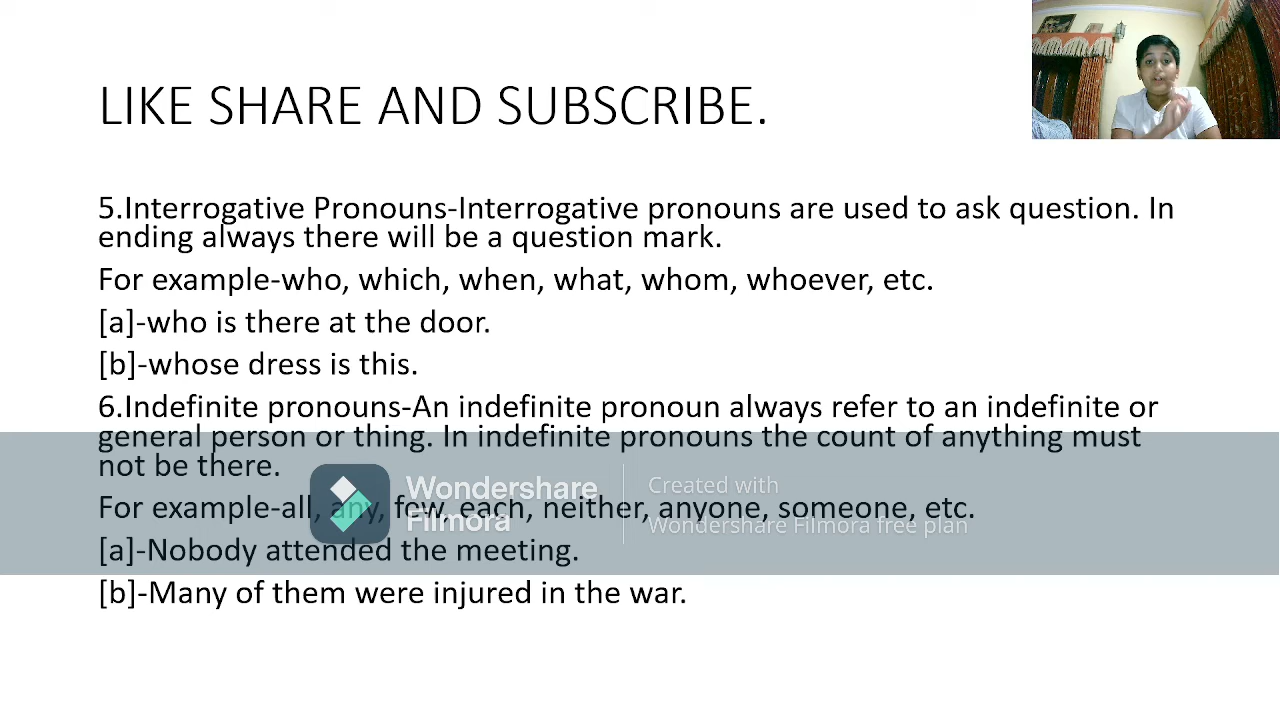 LIKE SHARE AND SUBSCRIBE.
5.Interrogative Pronouns-Interrogative pronouns are used to ask question. In
ending always there will be a question mark.
For example-who, which, when, what, whom, whoever, etc.
[a]-who is there at the door.
[b]-whose dress is this.
6.Indefinite pronouns-An indefinite pronoun always refer to an indefinite or
general person or thing. In indefinite pronouns the count of anything must
not be there.
For example-all, any, few, each, neither, anyone, someone, etc.
[a]-Nobody attended the meeting.
[b]-Many of them were injured in the war.
Wondershare
Filmora
Created with
Wondershare Filmora free plan